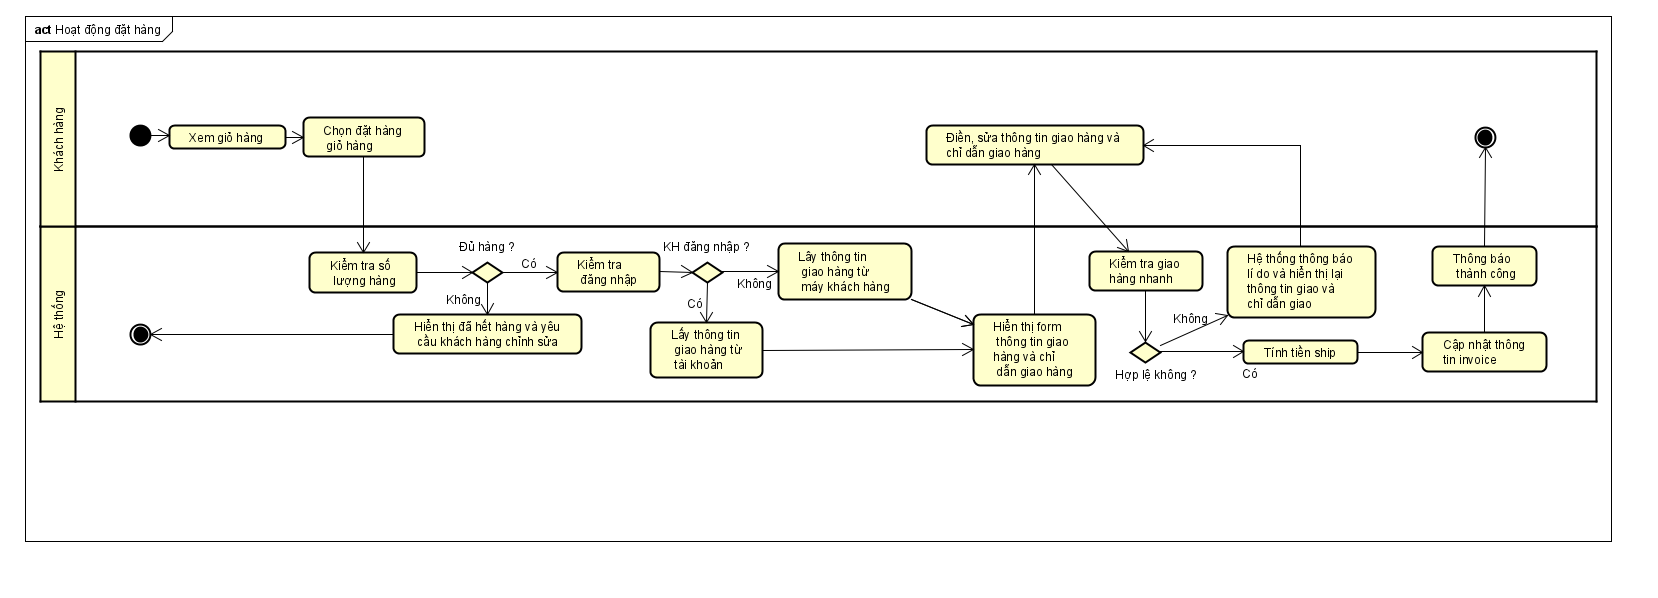 act Hoạt động đặt hàng
Khách hàng
Xem giỏ hàng
Chọn đặt hàng
giỏ hàng
Điền, sửa thông tin giao hàng và
chỉ dẫn giao hàng
Hệ thống
Kiểm tra số
lượng hàng
Đủ hàng ?
Có
Không
Hiển thị đã hết hàng và yêu
cầu khách hàng chỉnh sửa
Kiểm tra
đăng nhập
KH đăng nhập ?
Không
Có
Lây thông tin
giao hàng từ
máy khách hàng
Lấy thông tin
giao hàng từ
tài khoản
Hiển thị form
thông tin giao
hàng và chỉ
dẫn giao hàng
Kiểm tra giao
hàng nhanh
Hợp lệ không ?
Không
Có
Hệ thống thông báo
lí do và hiển thị lại
thông tin giao và
chỉ dẫn giao
Tính tiền ship
Cập nhật thông
tin invoice
Thông báo
thành công